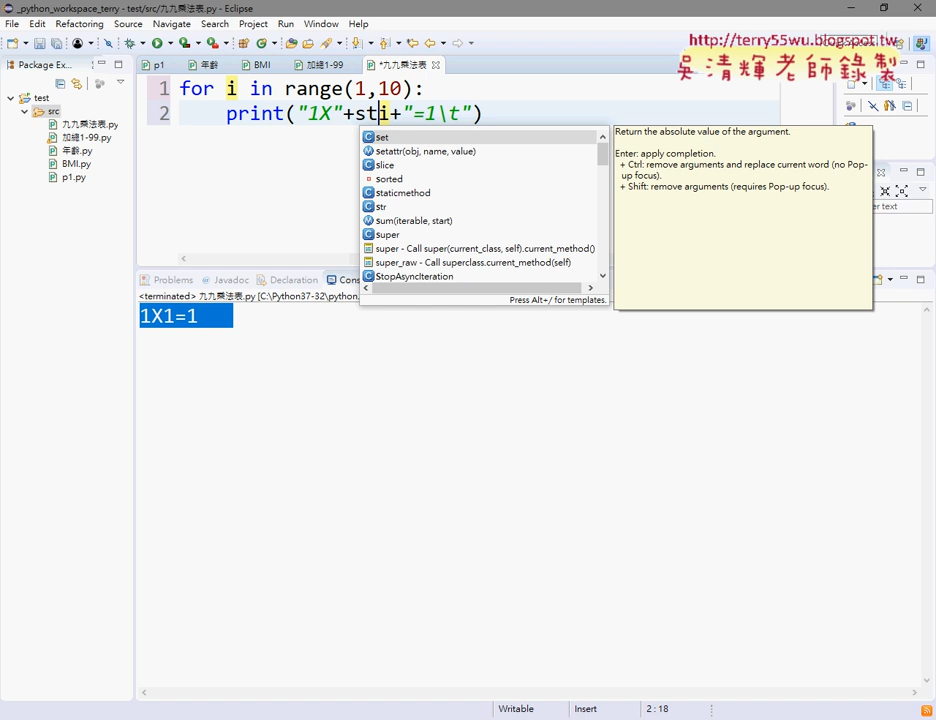 _python_workspace_terry - test/src/九九乘法表.py - Eclipse
File Edit Refactoring Source Navigate Search Project Run Window Help
http://terry55wu.blogspot.tw
吳清輝老師錄製
Package Ex...
p1 年齡 BMI 加總1-99 *九九乘法表
test
src
九九乘法表.py
加總1-99.py
年齡.py
BMI.py
p1.py
1 for i in range(1,10):
2 print("1X"+sti+"=1\t")
set
setattr(obj, name, value)
slice
sorted
staticmethod
str
sum(iterable, start)
super
super - Call super(current_class, self).current_method()
super_raw - Call superclass.current_method(self)
StopAsyncIteration
Press Alt+/ for templates.
Return the absolute value of the argument.
Enter: apply completion.
+ Ctrl: remove arguments and replace current word (no Pop-
up focus).
+ Shift: remove arguments (requires Pop-up focus).
er text
Problems Javadoc Declaration Cons
<terminated> 九九乘法表.py [C:\Python37-32\python.
1X1=1
Writable Insert 2 : 18